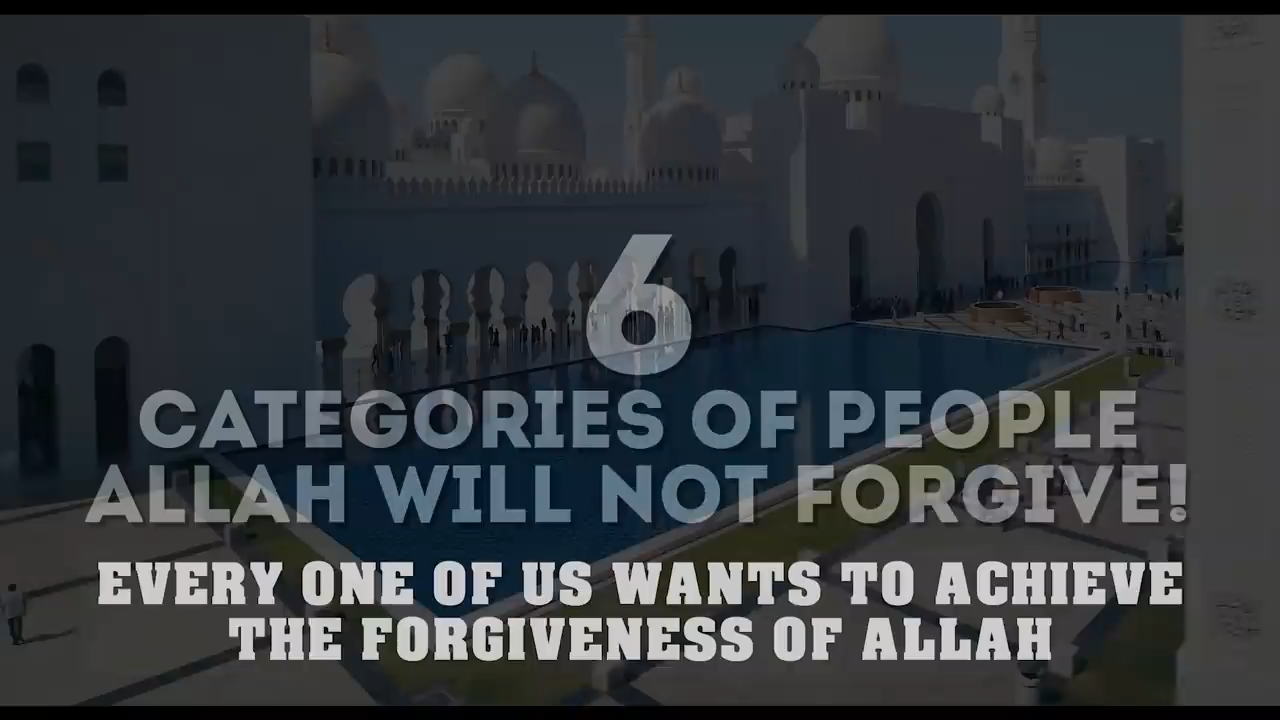 6
CATEGORIES OF PEOPLE
ALLAH WILL NOT FORGIVE!
EVERY ONE OF US WANTS TO ACHIEVE
THE FORGIVENESS OF ALLAH